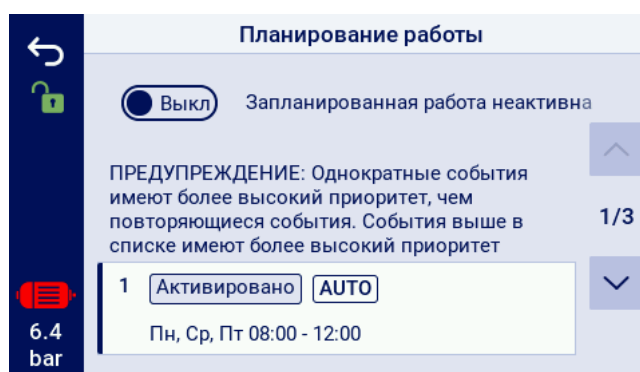 Планирование работы
Выкл
Запланированная работа неактивна
ПРЕДУПРЕЖДЕНИЕ: Однократные события
имеют более высокий приоритет, чем
повторяющиеся события. События выше в
списке имеют более высокий приоритет
1/3
1 Активировано AUTO
Пн, Ср, Пт 08:00 - 12:00
6.4
bar